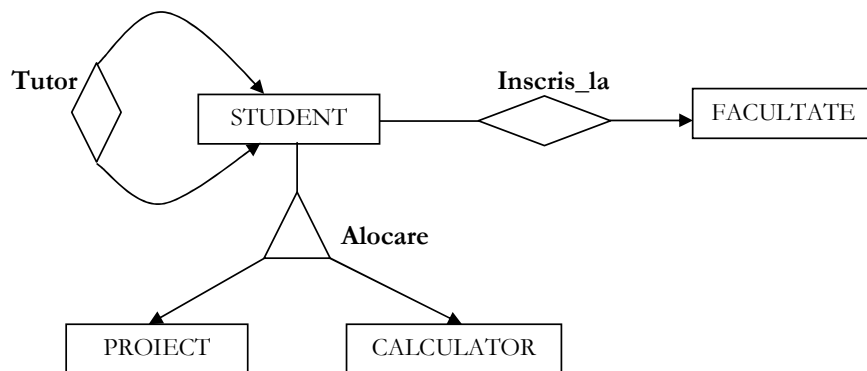 Tutor
Inscris_la
STUDENT
FACULTATE
Alocare
PROIECT
CALCULATOR